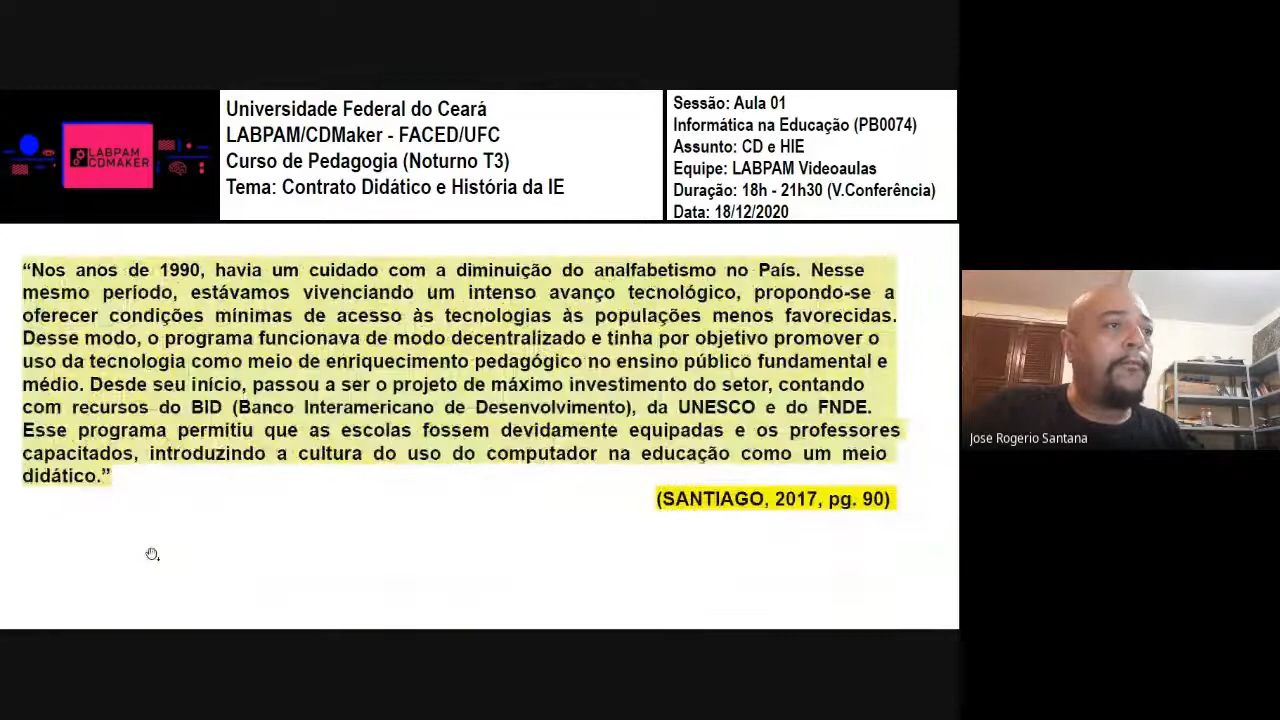 LABPAM
CDMAKER
Universidade Federal do Ceará
LABPAM/CDMaker - FACED/UFC
Curso de Pedagogia (Noturno T3)
Tema: Contrato Didático e História da IE
Sessão: Aula 01
Informática na Educação (PB0074)
Assunto: CD e HIE
Equipe: LABPAM Videoaulas
Duração: 18h - 21h30 (V.Conferência)
Data: 18/12/2020
“Nos anos de 1990, havia um cuidado com a diminuição do analfabetismo no País. Nesse
mesmo período, estávamos vivenciando um intenso avanço tecnológico, propondo-se a
oferecer condições mínimas de acesso às tecnologias às populações menos favorecidas.
Desse modo, o programa funcionava de modo decentralizado e tinha por objetivo promover o
uso da tecnologia como meio de enriquecimento pedagógico no ensino público fundamental e
médio. Desde seu início, passou a ser o projeto de máximo investimento do setor, contando
com recursos do BID (Banco Interamericano de Desenvolvimento), da UNESCO e do FNDE.
Esse programa permitiu que as escolas fossem devidamente equipadas e os professores
capacitados, introduzindo a cultura do uso do computador na educação como um meio
didático.”
(SANTIAGO, 2017, pg. 90)
Jose Rogerio Santana